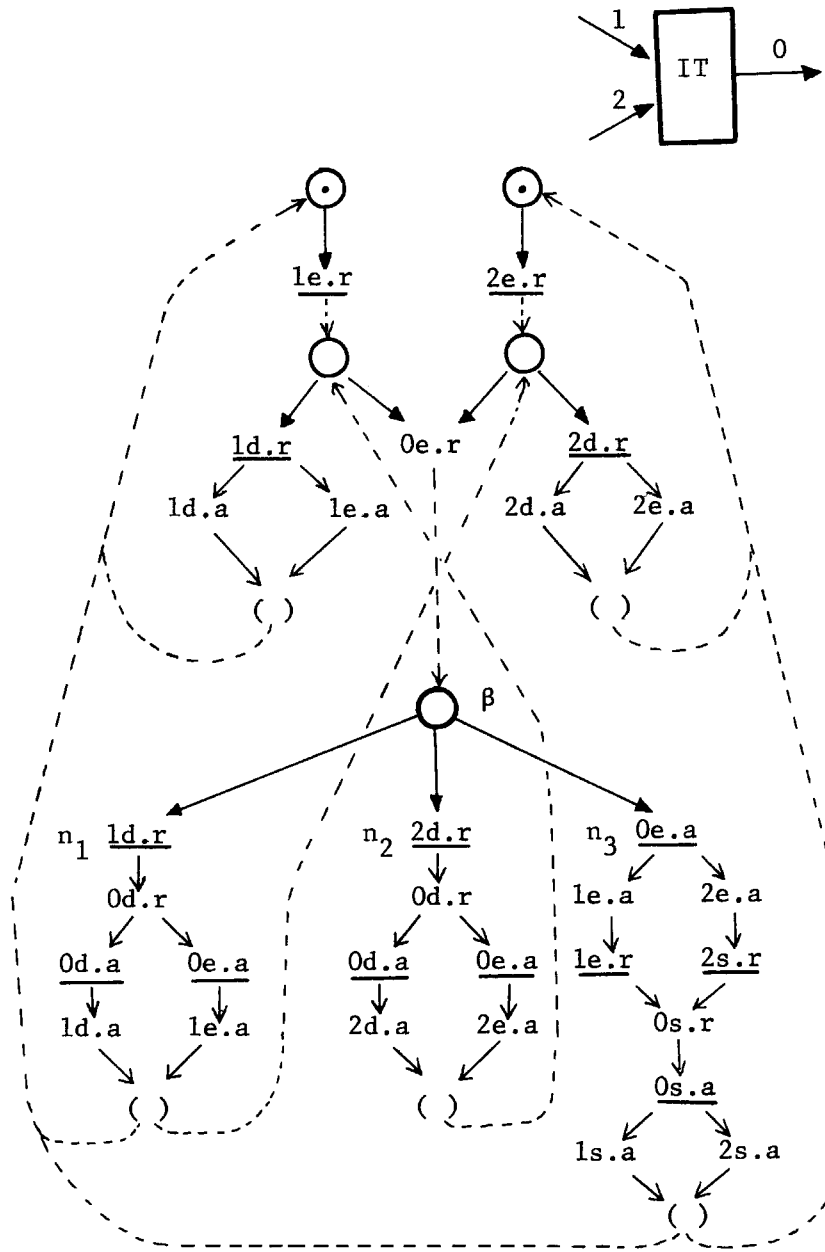 1
0
IT
2
1e.r 2e.r
1d.r 0e.r 2d.r
1d.a 1e.a 2d.a 2e.a
( ) ( )
β
n1 1d.r n2 2d.r n3 0e.a
0d.r 0d.r 1e.a 2e.a
0d.a 0e.a 0d.a 0e.a 1e.r 2s.r
1d.a 1e.a 2d.a 2e.a 0s.r
( ) ( ) 0s.a
1s.a 2s.a
( )